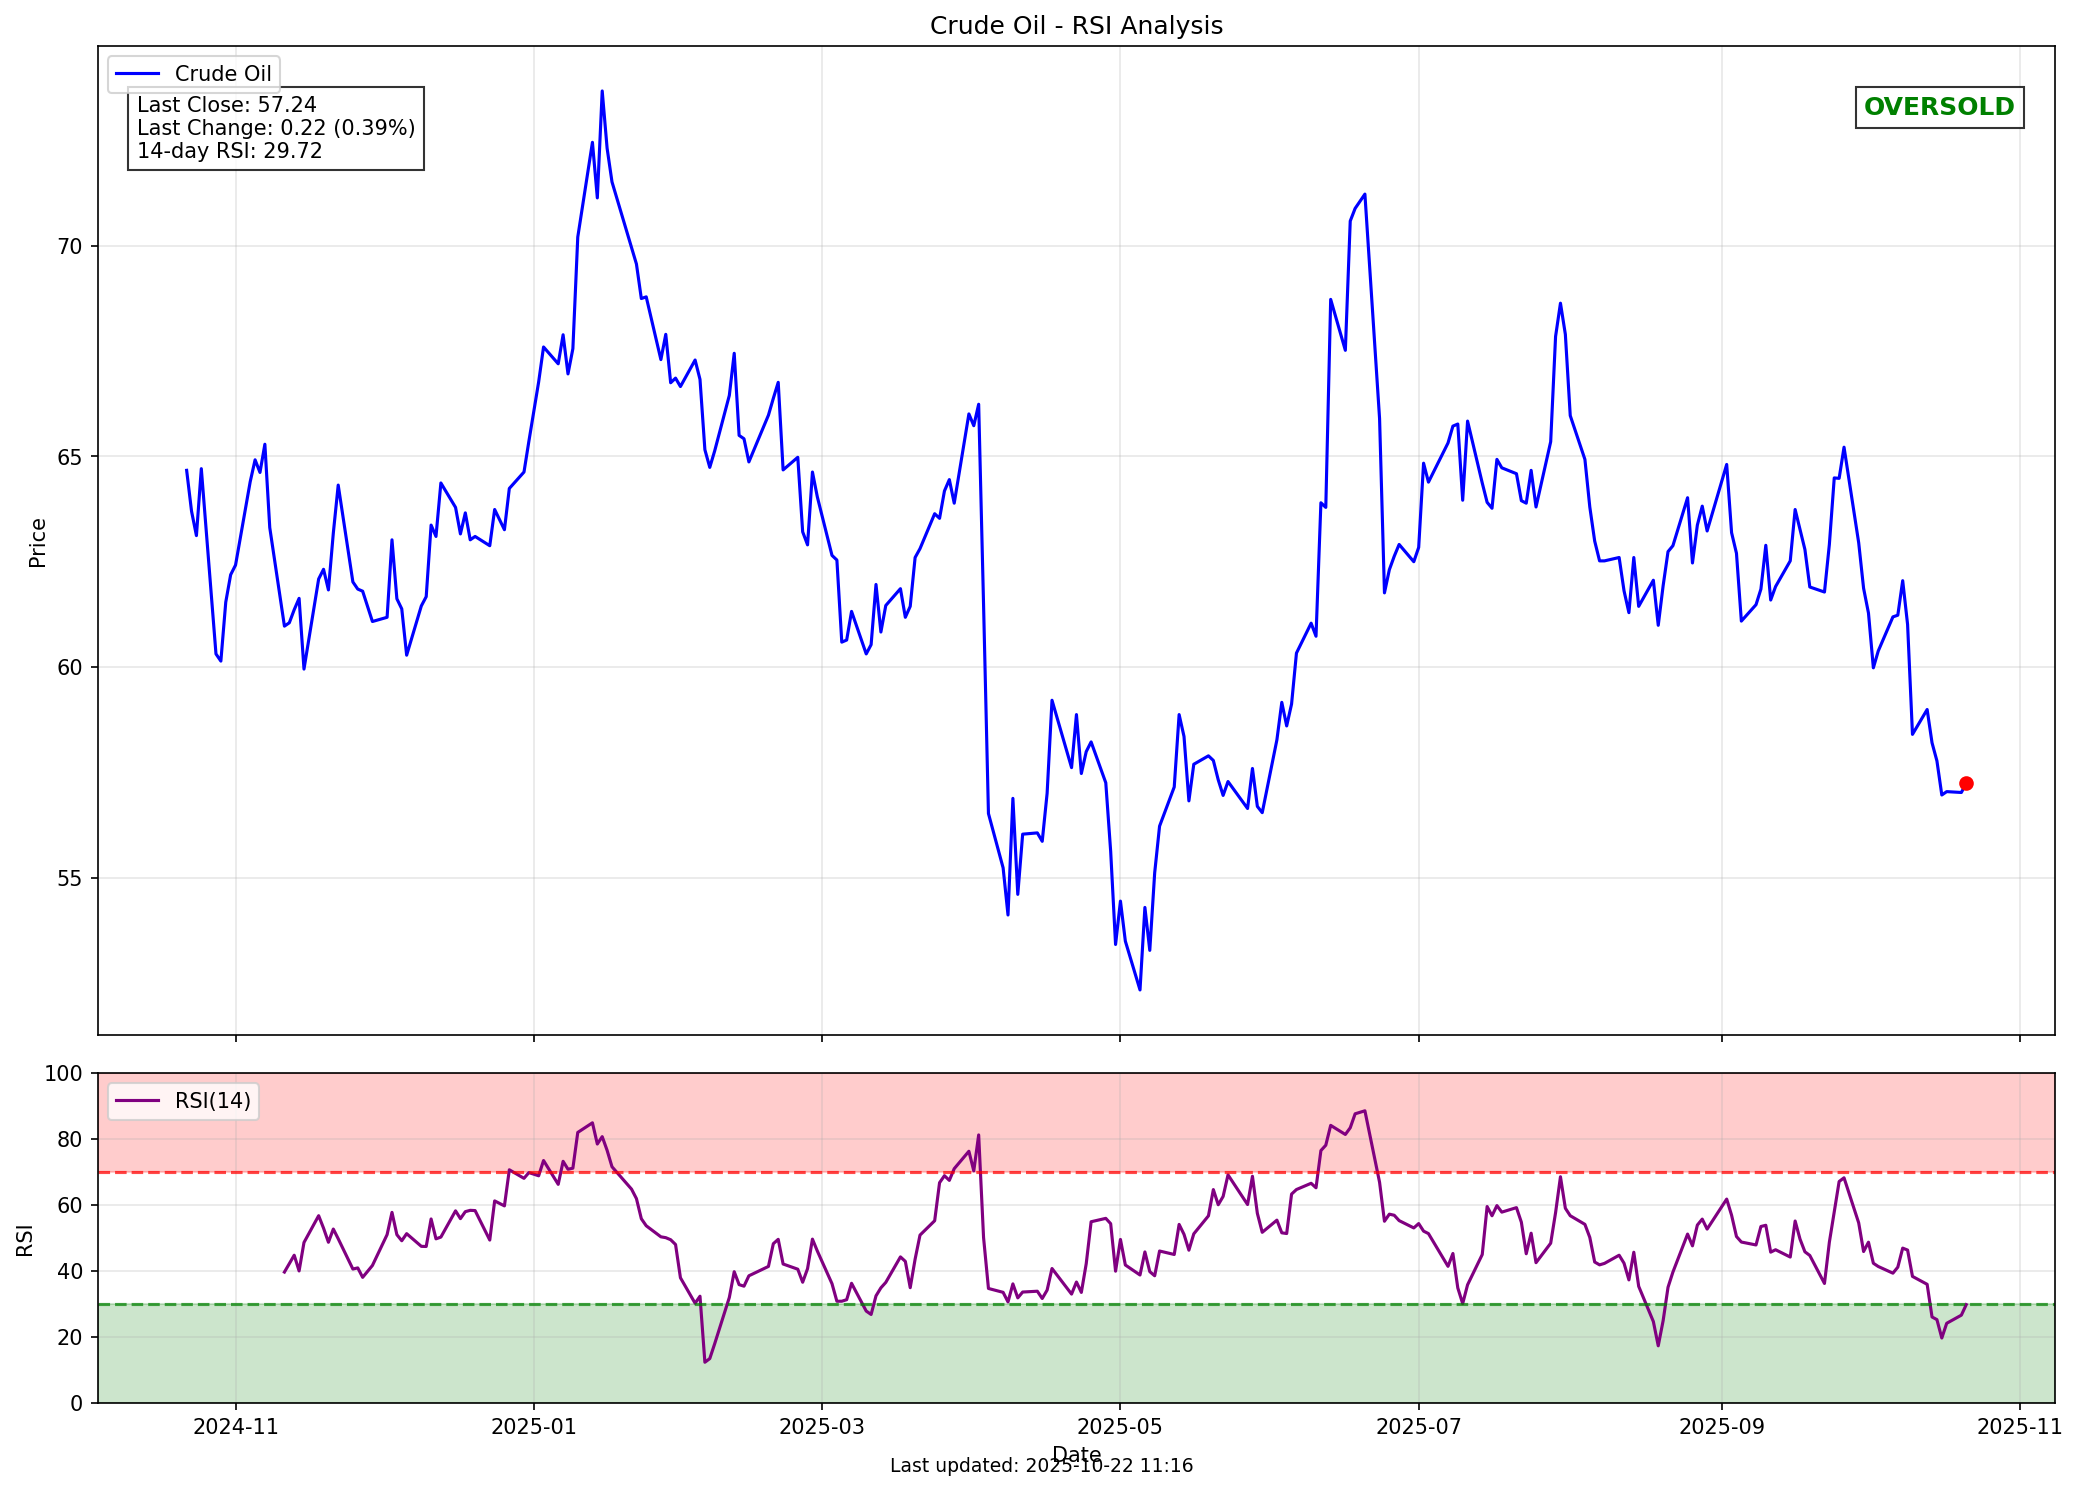 Crude Oil - RSI Analysis
Crude Oil
Last Close: 57.24
Last Change: 0.22 (0.39%)
14-day RSI: 29.72
OVERSOLD
Price
70
65
60
55
RSI(14)
RSI
100
80
60
40
20
0
2024-11
2025-01
2025-03
2025-05
2025-07
2025-09
2025-11
Date
Last updated: 2025-10-22 11:16